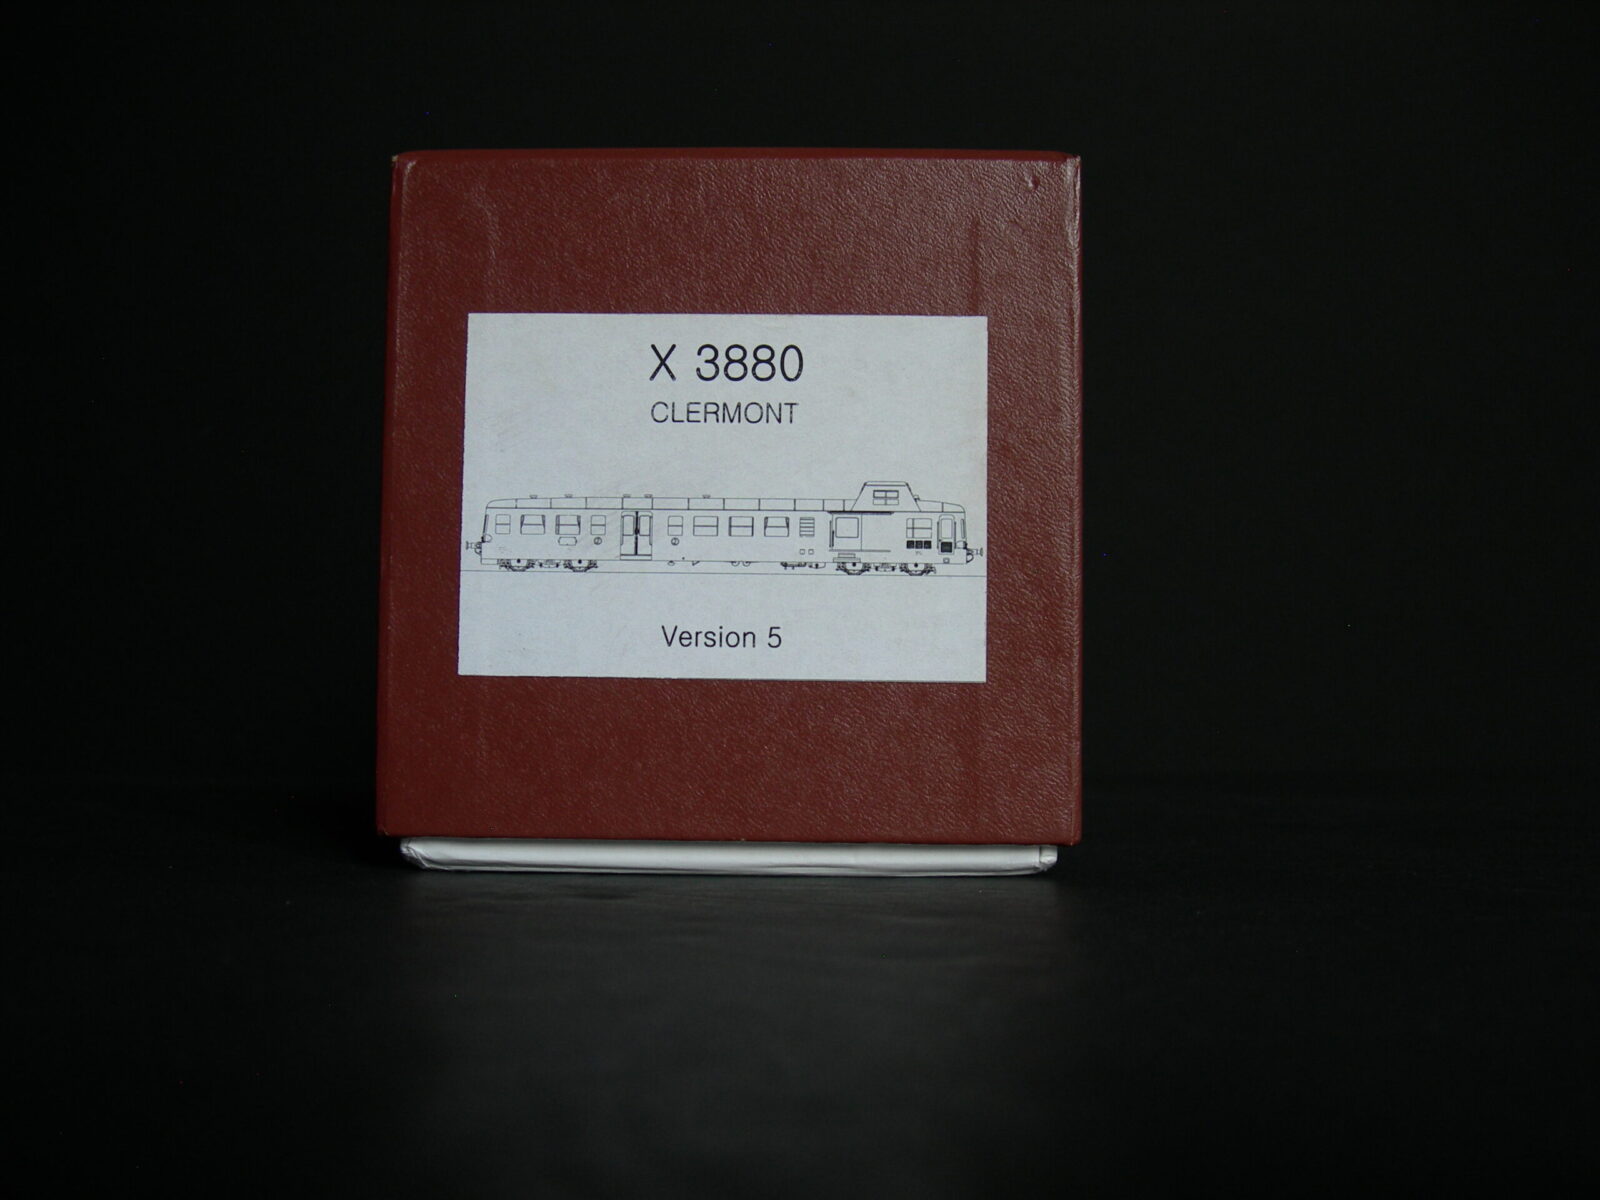 X 3880
CLERMONT
Version 5